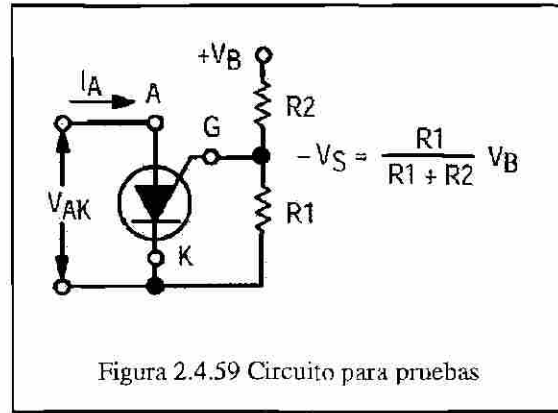 +VB
IA
A
R2
G
–VS = R1 / R1 + R2 VB
R1
VAK
K
Figura 2.4.59 Circuito para pruebas